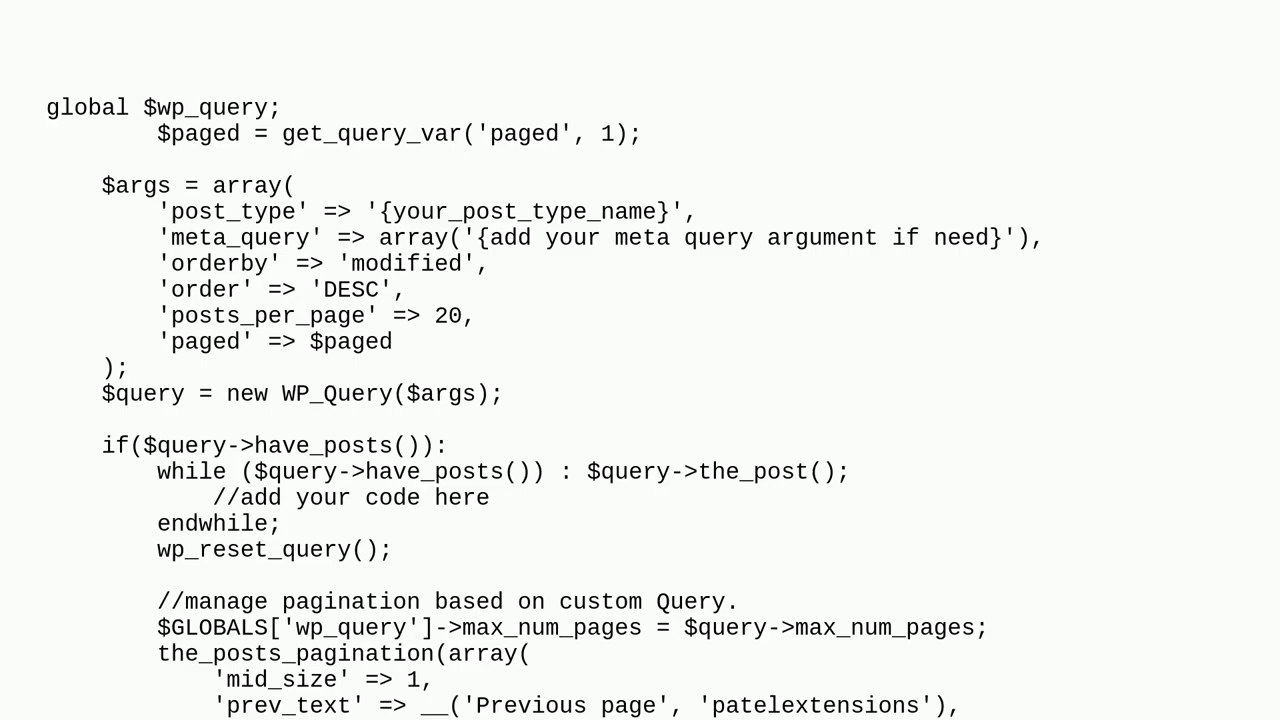 global $wp_query;
$paged = get_query_var('paged', 1);
$args = array(
'post_type' => '{your_post_type_name}',
'meta_query' => array('{add your meta query argument if need}'),
'orderby' => 'modified',
'order' => 'DESC',
'posts_per_page' => 20,
'paged' => $paged
);
$query = new WP_Query($args);
if($query->have_posts()):
while ($query->have_posts()) : $query->the_post();
//add your code here
endwhile;
wp_reset_query();
//manage pagination based on custom Query.
$GLOBALS['wp_query']->max_num_pages = $query->max_num_pages;
the_posts_pagination(array(
'mid_size' => 1,
'prev_text' => __('Previous page', 'patelextensions'),